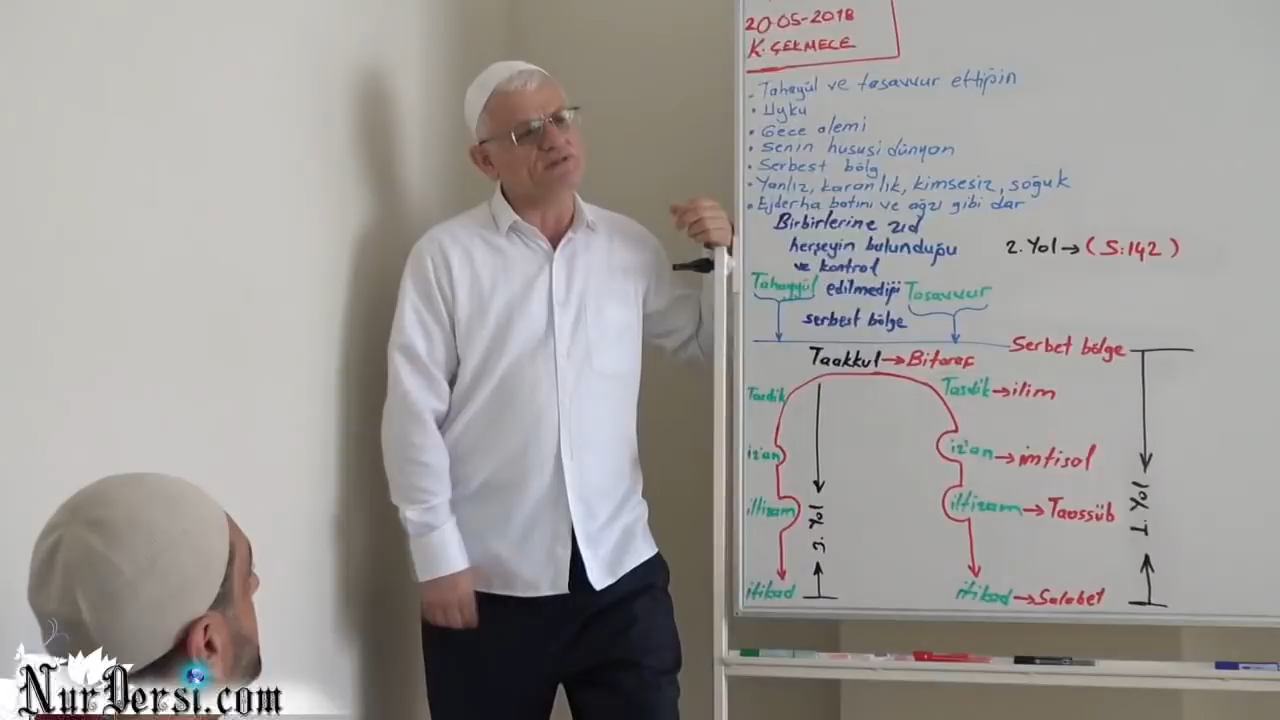 20-05-2018
K.ÇEKMECE
- Tahayül ve tasavvur ettiğin
• Uyku
• Gece alemi
• Senin hususi dünyan
• Serbest bölg
• Yanlız, karanlık, kimsesiz, soğuk
• Ejderha batını ve ağzı gibi dar
Birbirlerine zıd
herşeyin bulunduğu
ve kontrol
edilmediği
serbest bölge
2. Yol → (S:142)
Tahayyül
Tasavvur
Serbet bölge
Taakkul → Bitaraf
Tasdik
Tasdik → ilim
iz'an
iz'an → imtisal
iltizam
iltizam → Taassüb
itikad
itikad → Salabet
3. Yol
1. Yol
NurDersi.com